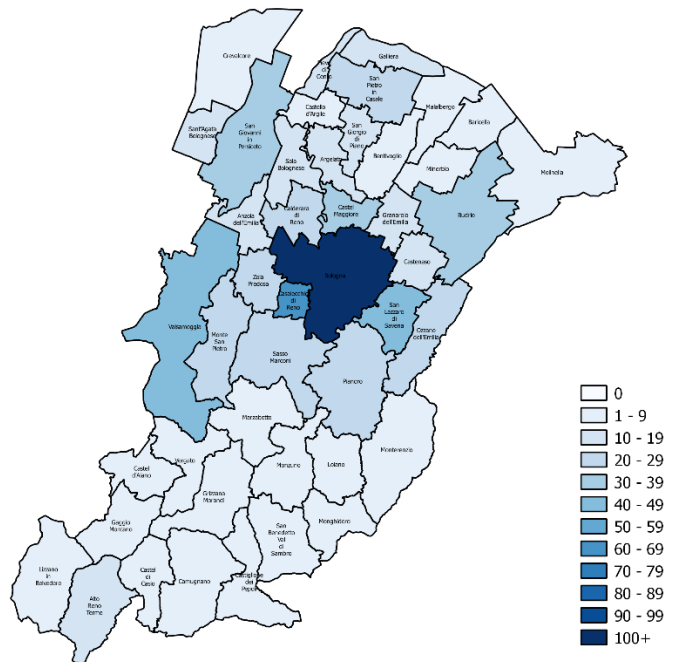 Crevalcore
Galliera
Pieve
di
Cento
San
Pietro
in
Casale
Castello
d'Argile
Malalbergo
Sant'Agata
Bolognese
San
Giovanni
in
Persiceto
San
Giorgio
di
Piano
Baricella
Bentivoglio
Sala
Bolognese
Argelato
Minerbio
Molinella
Anzola
dell'Emilia
Calderara
di
Reno
Castel
Maggiore
Granarolo
dell'Emilia
Budrio
Bologna
Castenaso
Zola
Predosa
Casalecchio
di
Reno
San
Lazzaro
di
Savena
Ozzano
dell'Emilia
Valsamoggia
Monte
San
Pietro
Sasso
Marconi
Pianoro
Marzabotto
Vergato
Monzuno
Loiano
Monterenzio
Castel
d'Aiano
Grizzana
Morandi
Gaggio
Montano
San
Benedetto
Val
di
Sambro
Monghidoro
Lizzano
in
Belvedere
Castel
di
Casio
Camugnano
Castiglione
dei
Pepoli
Alto
Reno
Terme
0
1 - 9
10 - 19
20 - 29
30 - 39
40 - 49
50 - 59
60 - 69
70 - 79
80 - 89
90 - 99
100+